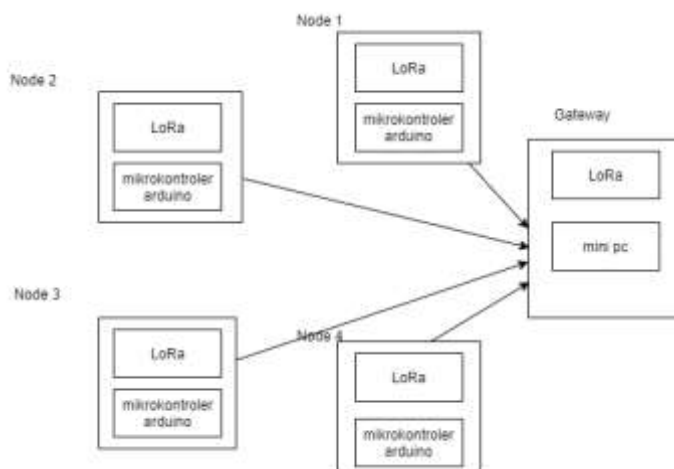 Node 1
LoRa
mikrokontroler
arduino
Node 2
LoRa
mikrokontroler
arduino
Gateway
LoRa
mini pc
Node 3
LoRa
mikrokontroler
arduino
Node 4
LoRa
mikrokontroler
arduino